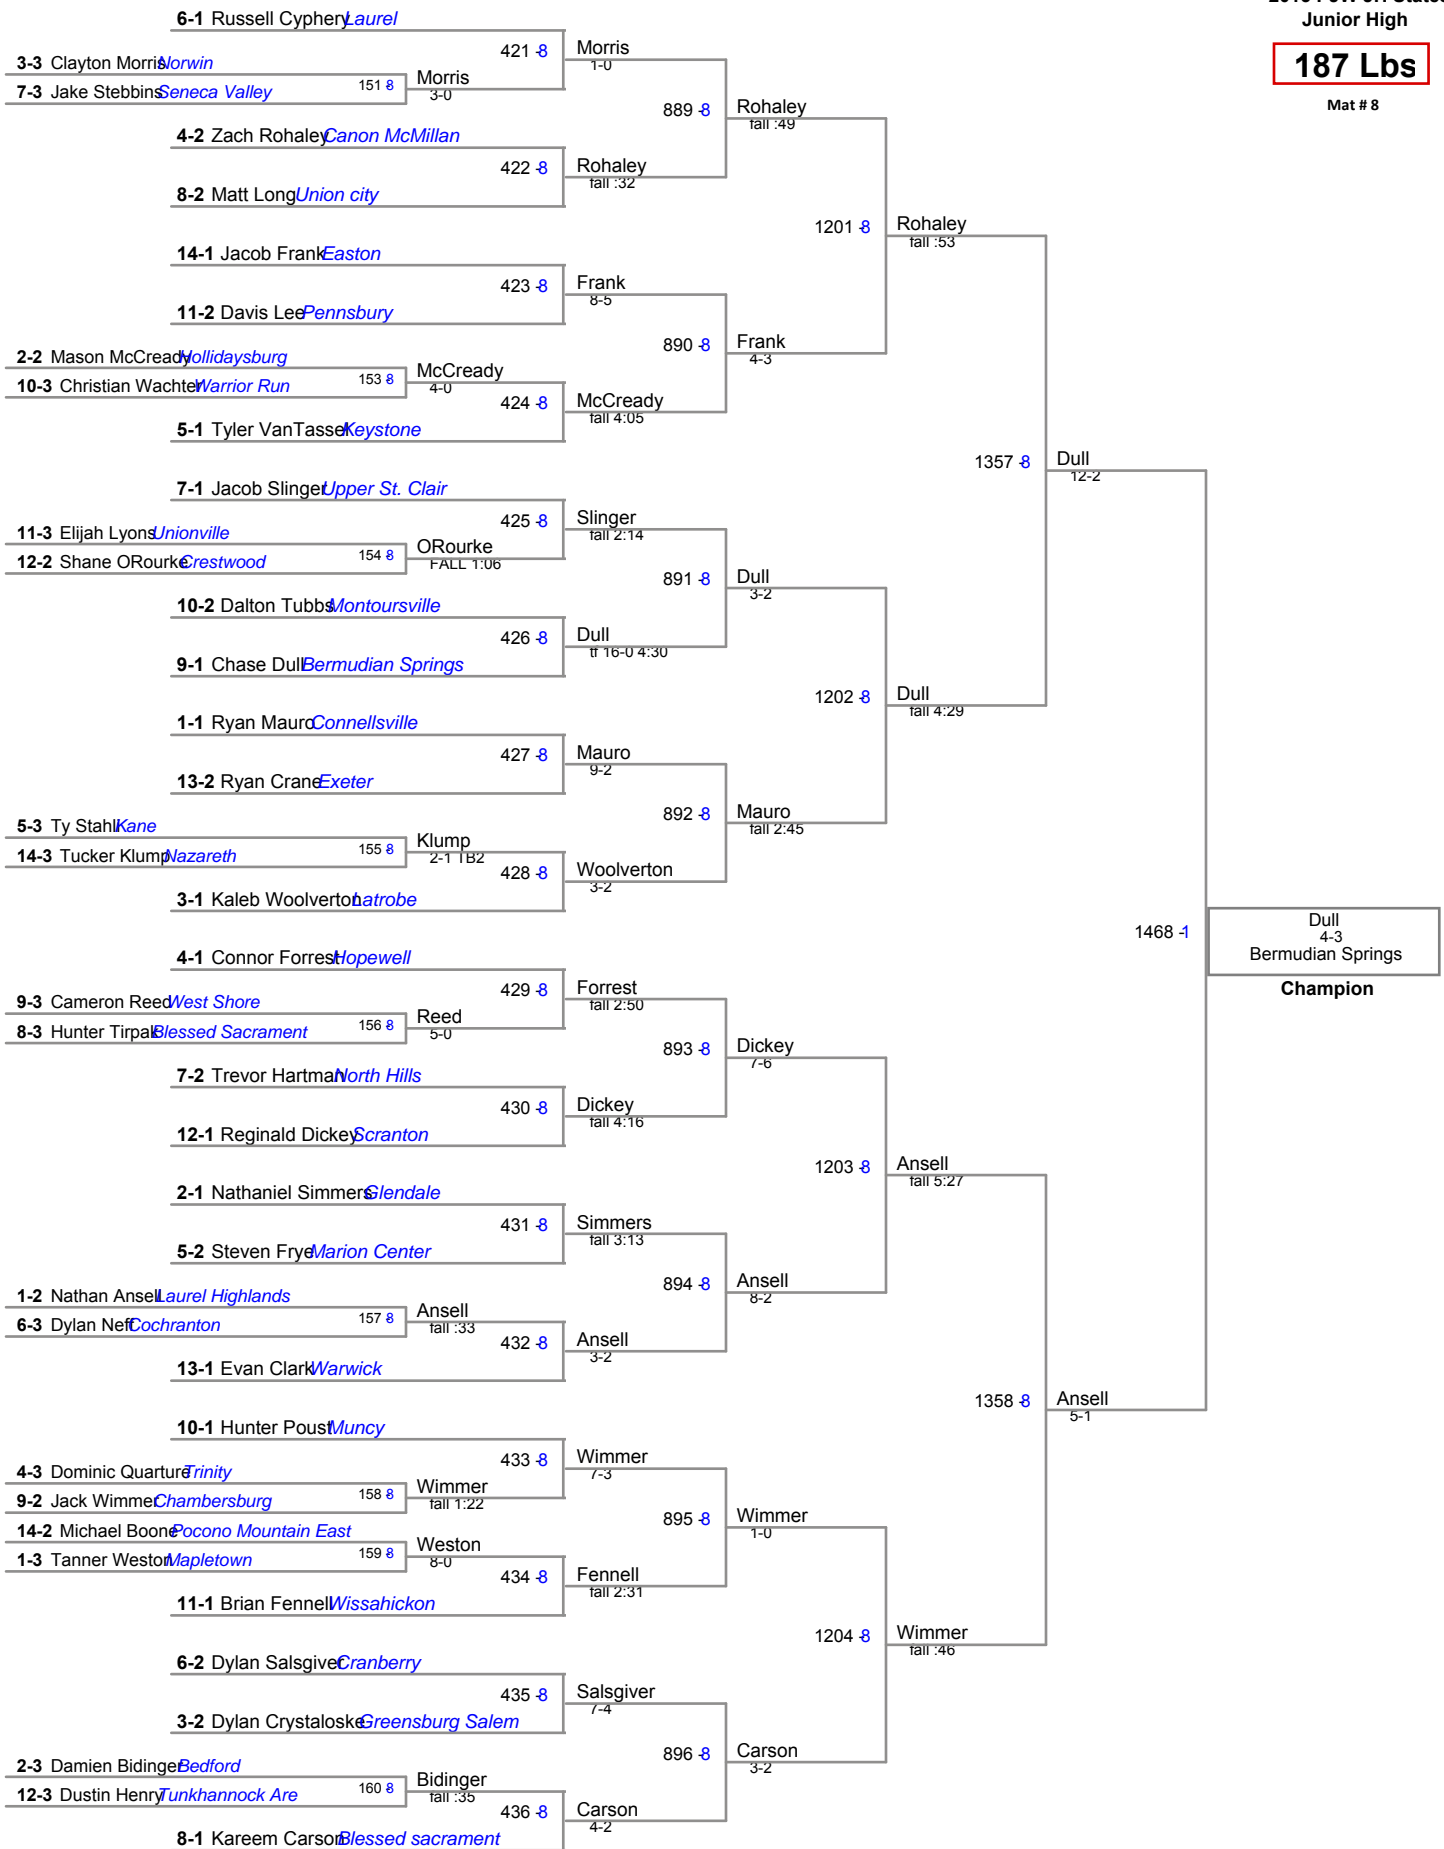 Junior High
187 Lbs
Mat # 8
6-1 Russell Cyphery Laurel
421 -8 Morris
1-0
3-3 Clayton Morris Norwin
7-3 Jake Stebbins Seneca Valley
151 8 Morris
3-0
889 -8 Rohaley
fall :49
4-2 Zach Rohaley Canon McMillan
422 -8 Rohaley
fall :32
8-2 Matt Long Union city
1201 -8 Rohaley
fall :53
14-1 Jacob Frank Easton
423 -8 Frank
8-5
11-2 Davis Lee Pennsbury
890 -8 Frank
4-3
2-2 Mason McCready Hollidaysburg
10-3 Christian Wachter Warrior Run
153 8 McCready
4-0
424 -8 McCready
fall 4:05
5-1 Tyler VanTassel Keystone
1357 -8 Dull
12-2
7-1 Jacob Slinger Upper St. Clair
425 -8 Slinger
fall 2:14
11-3 Elijah Lyons Unionville
12-2 Shane ORourke Crestwood
154 8 ORourke
FALL 1:06
891 -8 Dull
3-2
10-2 Dalton Tubbs Montoursville
426 -8 Dull
tf 16-0 4:30
9-1 Chase Dull Bermudian Springs
1202 -8 Dull
fall 4:29
1-1 Ryan Mauro Connellsville
427 -8 Mauro
9-2
13-2 Ryan Crane Exeter
892 -8 Mauro
fall 2:45
5-3 Ty Stahli Kane
14-3 Tucker Klump Nazareth
155 8 Klump
2-1 TB2
428 -8 Woolverton
3-2
3-1 Kaleb Woolverton Latrobe
1468 -1 Dull
4-3
Bermudian Springs
Champion
4-1 Connor Forrest Hopewell
429 -8 Forrest
fall 2:50
9-3 Cameron Reed West Shore
8-3 Hunter Tirpak Blessed Sacrament
156 8 Reed
5-0
893 -8 Dickey
7-6
7-2 Trevor Hartman North Hills
430 -8 Dickey
fall 4:16
12-1 Reginald Dickey Scranton
1203 -8 Ansell
fall 5:27
2-1 Nathaniel Simmers Glendale
431 -8 Simmers
fall 3:13
5-2 Steven Frye Marion Center
894 -8 Ansell
8-2
1-2 Nathan Ansell Laurel Highlands
6-3 Dylan Neff Cochranton
157 8 Ansell
fall :33
432 -8 Ansell
3-2
13-1 Evan Clark Warwick
1358 -8 Ansell
5-1
10-1 Hunter Poust Muncy
433 -8 Wimmer
7-3
4-3 Dominic Quarture Trinity
9-2 Jack Wimmer Chambersburg
158 8 Wimmer
fall 1:22
895 -8 Wimmer
1-0
14-2 Michael Boone Pocono Mountain East
1-3 Tanner Weston Mapletown
159 8 Weston
8-0
434 -8 Fennell
fall 2:31
11-1 Brian Fennell Wissahickon
1204 -8 Wimmer
fall :46
6-2 Dylan Salsgiver Cranberry
435 -8 Salsgiver
7-4
3-2 Dylan Crystaloske Greensburg Salem
896 -8 Carson
3-2
2-3 Damien Bidinger Bedford
12-3 Dustin Henry Tunkhannock Are
160 8 Bidinger
fall :35
436 -8 Carson
4-2
8-1 Kareem Carson Blessed sacrament